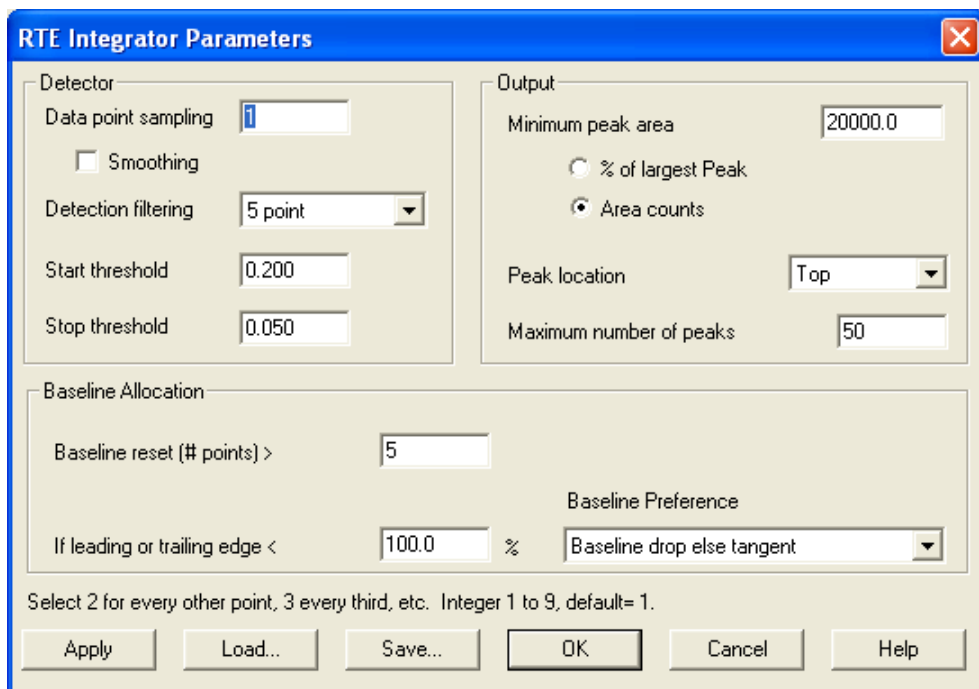 RTE Integrator Parameters
Detector
Data point sampling 1
Smoothing
Detection filtering 5 point
Start threshold 0.200
Stop threshold 0.050
Output
Minimum peak area 20000.0
% of largest Peak
Area counts
Peak location Top
Maximum number of peaks 50
Baseline Allocation
Baseline reset (# points) > 5
Baseline Preference
If leading or trailing edge < 100.0 % Baseline drop else tangent
Select 2 for every other point, 3 every third, etc. Integer 1 to 9, default= 1.
Apply Load... Save... OK Cancel Help